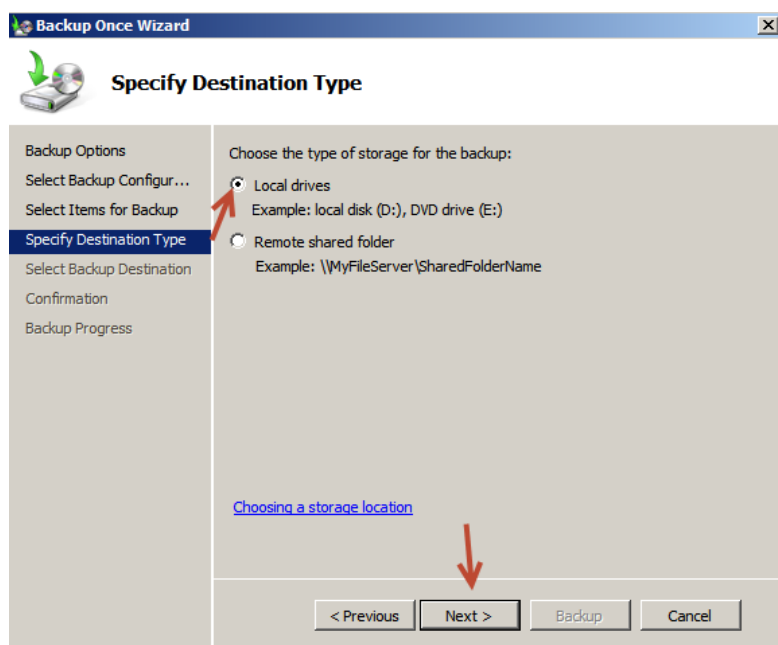 Backup Once Wizard
Specify Destination Type
Backup Options
Select Backup Configur...
Select Items for Backup
Specify Destination Type
Select Backup Destination
Confirmation
Backup Progress
Choose the type of storage for the backup:
Local drives
Example: local disk (D:), DVD drive (E:)
Remote shared folder
Example: \\MyFileServer\SharedFolderName
Choosing a storage location
< Previous
Next >
Backup
Cancel